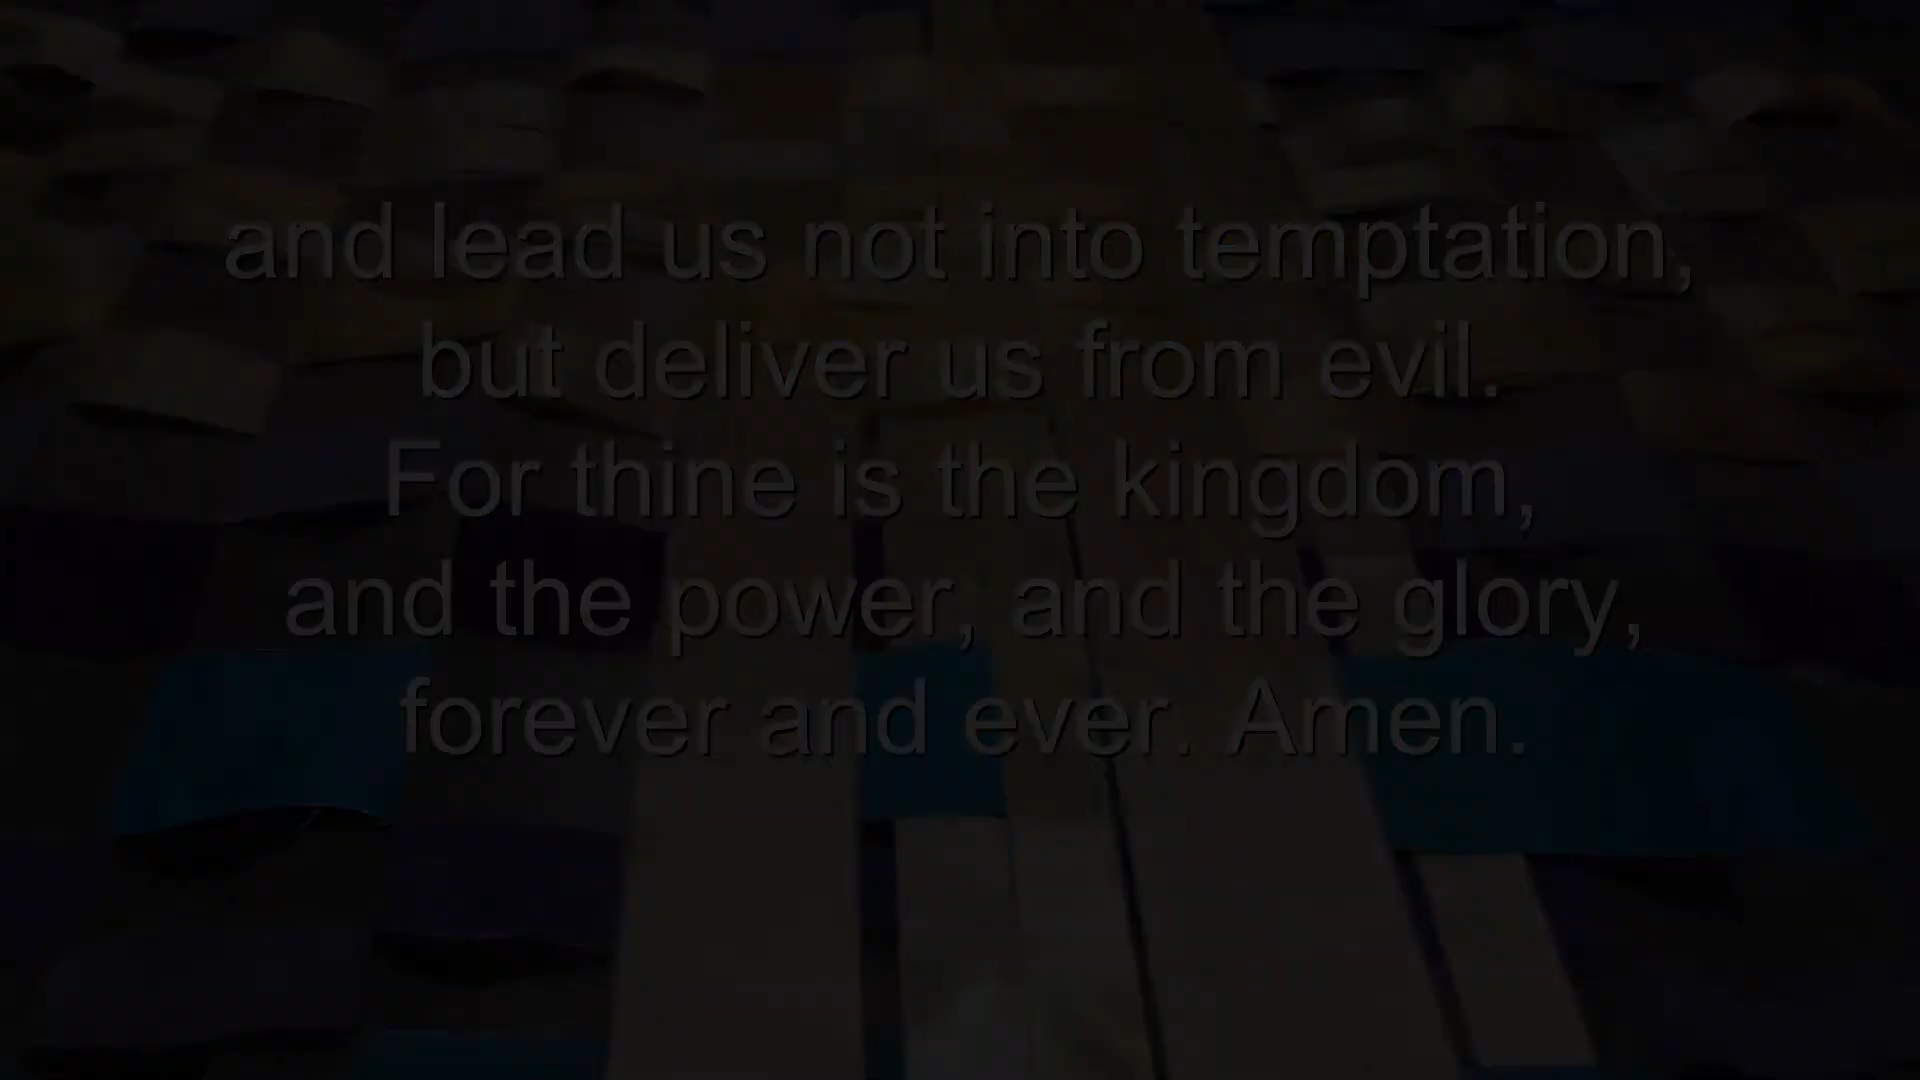 and lead us not into temptation,
but deliver us from evil.
For thine is the kingdom,
and the power, and the glory,
forever and ever. Amen.